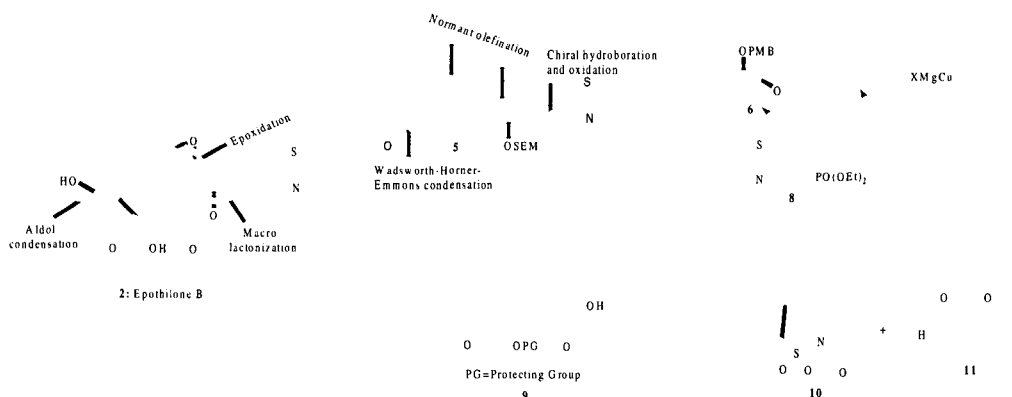 Normant olefination
Chiral hydroboration
and oxidation
S
N
O
5
OSEM
Wadsworth-Horner-
Emmons condensation
OPMB
O
6
XMgCu
S
N
PO(OEt)2
8
O
Epoxidation
S
N
HO
O
Aldol
condensation
O
OH
O
Macro
lactonization
2: Epothilone B
OH
O
OPG
O
PG=Protecting Group
9
S
N
O
O
O
10
+
H
O
O
11